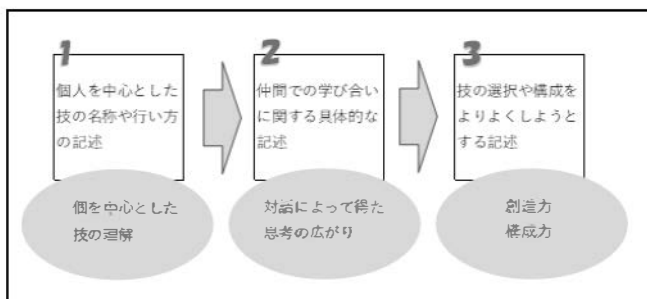 1
個人を中心とした
技の名称や行い方
の記述
2
仲間での学び合い
に関する具体的な
記述
3
技の選択や構成を
よりよくしようと
する記述
個を中心とした
技の理解
対話によって得た
思考の広がり
創造力
構成力